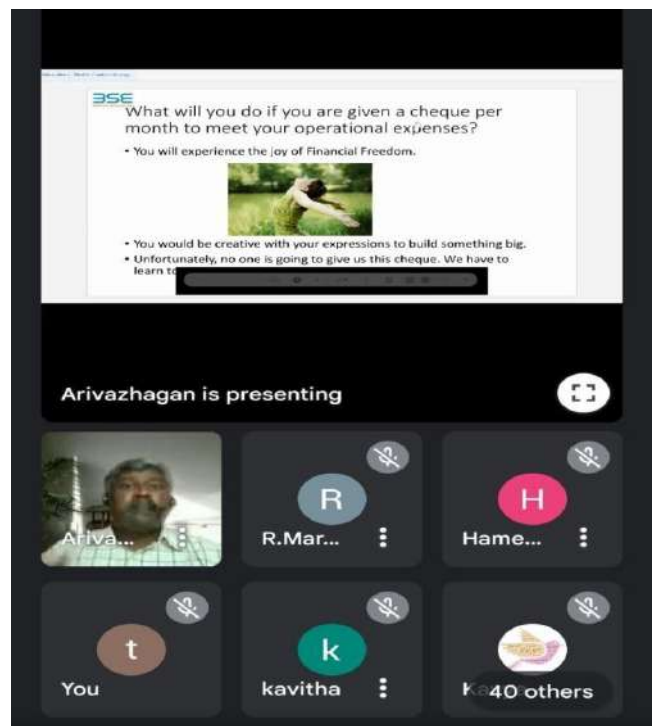 BSE
What will you do if you are given a cheque per
month to meet your operational expenses?
• You will experience the joy of Financial Freedom.
• You would be creative with your expressions to build something big.
• Unfortunately, no one is going to give us this cheque. We have to
learn to
Arivazhagan is presenting
Ariva...
R
R.Mar...
H
Hame...
t
You
k
kavitha
40 others